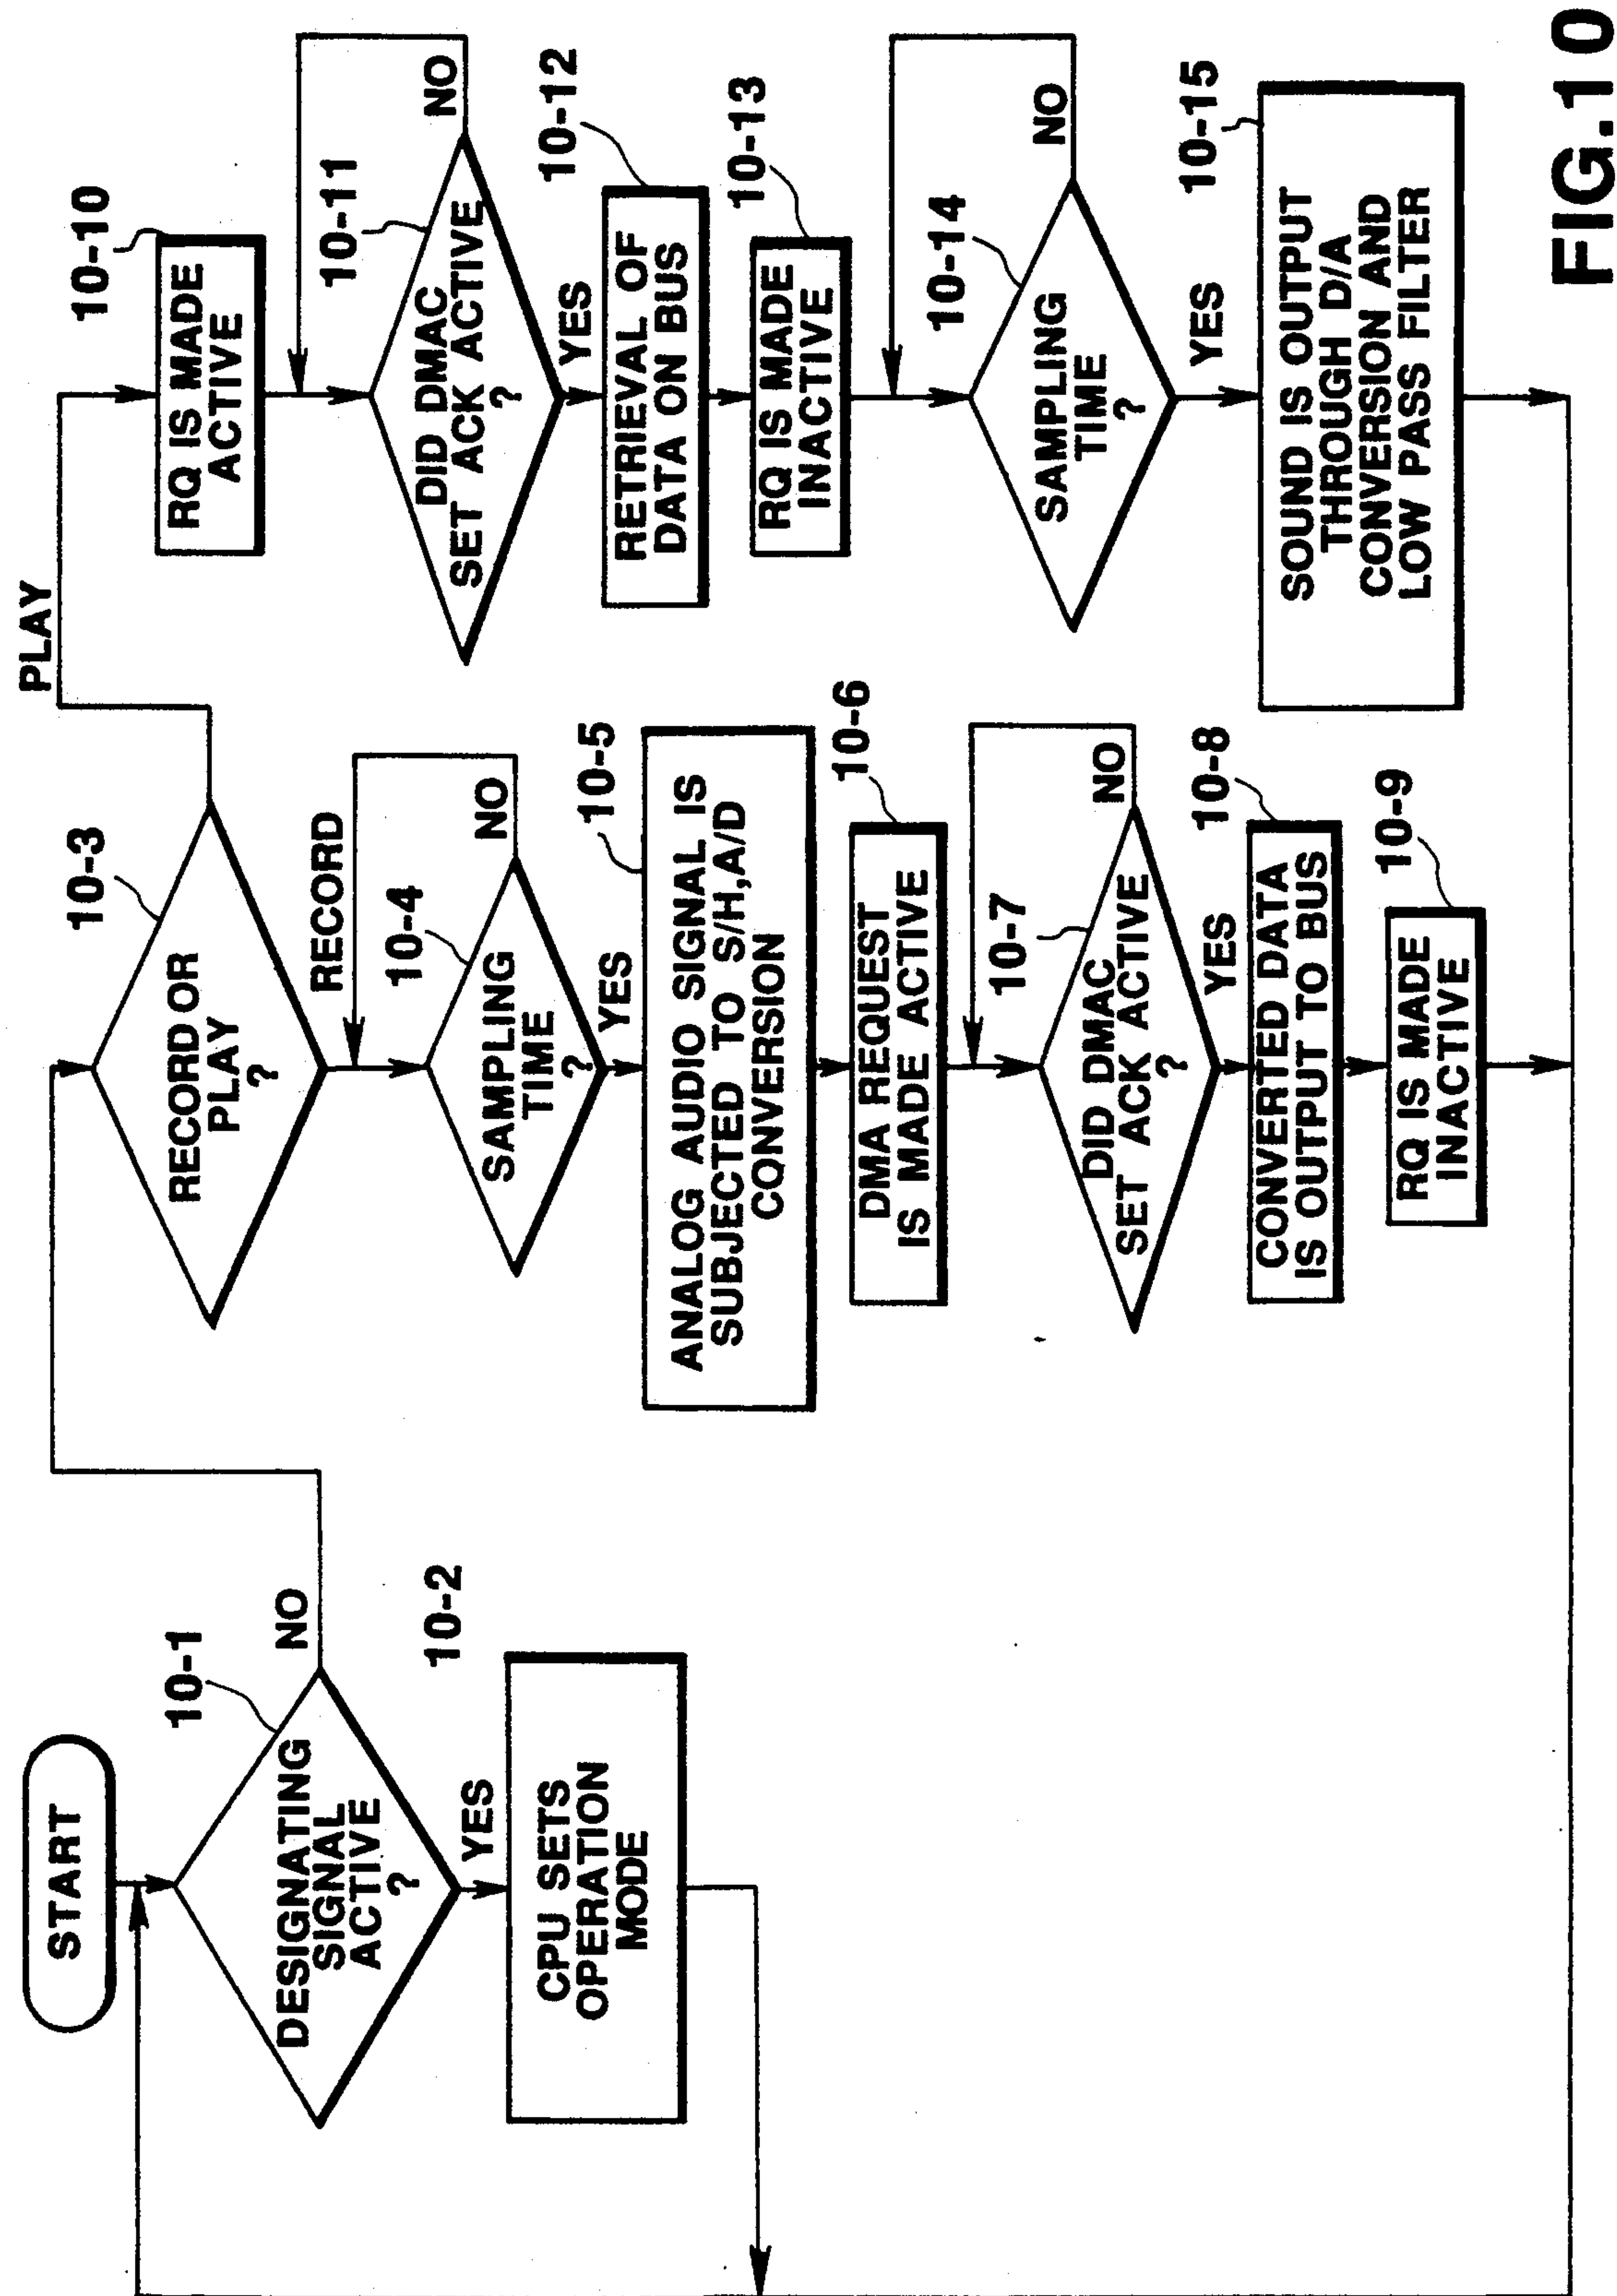 START
10-1
DESIGNATING
SIGNAL
ACTIVE
?
NO
YES
10-2
CPU SETS
OPERATION
MODE
10-3
RECORD OR
PLAY
?
PLAY
RECORD
10-4
SAMPLING
TIME
?
NO
YES
10-5
ANALOG AUDIO SIGNAL IS
SUBJECTED TO S/H,A/D
CONVERSION
10-6
DMA REQUEST
IS MADE ACTIVE
10-7
DID DMAC
SET ACK ACTIVE
?
NO
YES
10-8
CONVERTED DATA
IS OUTPUT TO BUS
10-9
RQ IS MADE
INACTIVE
10-10
RQ IS MADE
ACTIVE
10-11
DID DMAC
SET ACK ACTIVE
?
NO
YES
10-12
RETRIEVAL OF
DATA ON BUS
10-13
RQ IS MADE
INACTIVE
10-14
SAMPLING
TIME
?
NO
YES
10-15
SOUND IS OUTPUT
THROUGH D/A
CONVERSION AND
LOW PASS FILTER
FIG.10